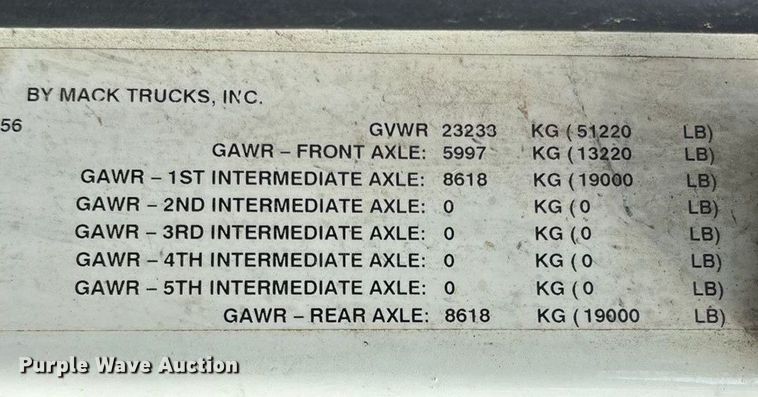 BY MACK TRUCKS, INC.
56
GVWR 23233 KG ( 51220 LB)
GAWR – FRONT AXLE: 5997 KG ( 13220 LB)
GAWR – 1ST INTERMEDIATE AXLE: 8618 KG ( 19000 LB)
GAWR – 2ND INTERMEDIATE AXLE: 0 KG ( 0 LB)
GAWR – 3RD INTERMEDIATE AXLE: 0 KG ( 0 LB)
GAWR – 4TH INTERMEDIATE AXLE: 0 KG ( 0 LB)
GAWR – 5TH INTERMEDIATE AXLE: 0 KG ( 0 LB)
GAWR – REAR AXLE: 8618 KG ( 19000 LB)
Purple Wave Auction